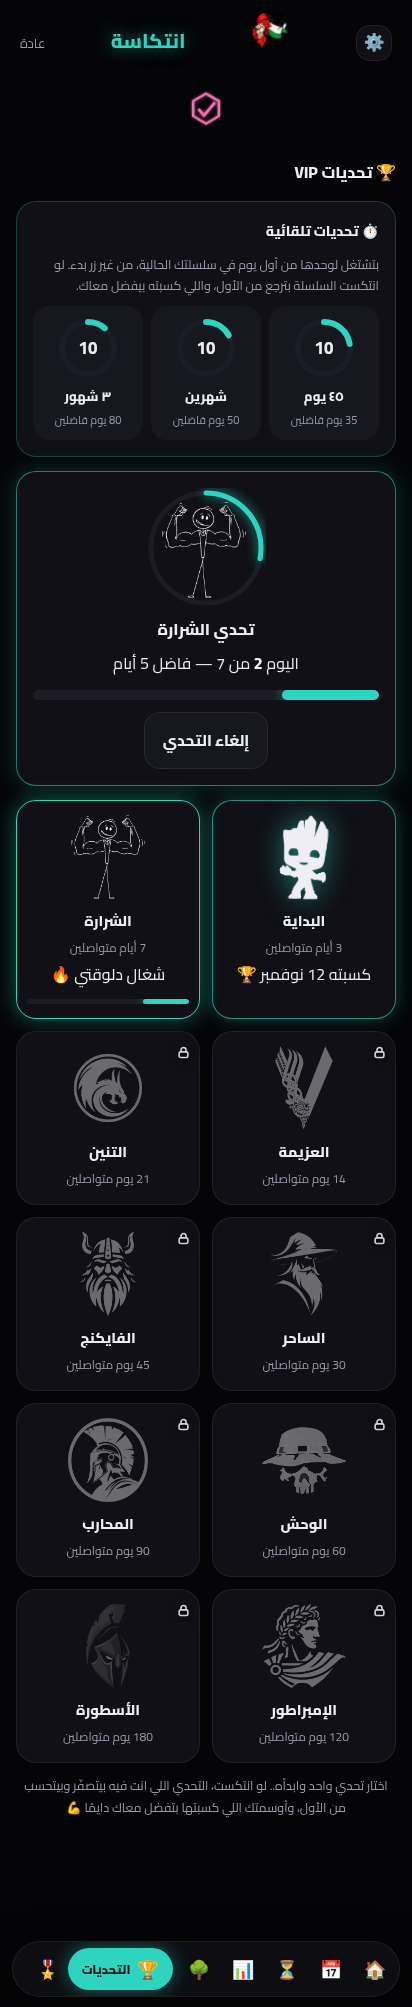 انتكاسة
عادة
🏆 تحديات VIP
⏱️ تحديات تلقائية
بتشتغل لوحدها من أول يوم في سلسلتك الحالية، من غير زر بدء. لو
انتكست السلسلة بترجع من الأول، واللي كسبته بيفضل معاك.
10
٤٥ يوم
35 يوم فاضلين
10
شهرين
50 يوم فاضلين
10
٣ شهور
80 يوم فاضلين
تحدي الشرارة
اليوم 2 من 7 — فاضل 5 أيام
إلغاء التحدي
البداية
3 أيام متواصلين
كسبته 12 نوفمبر 🏆
الشرارة
7 أيام متواصلين
شغال دلوقتي 🔥
العزيمة
14 يوم متواصلين
التنين
21 يوم متواصلين
الساحر
30 يوم متواصلين
الفايكنج
45 يوم متواصلين
الوحش
60 يوم متواصلين
المحارب
90 يوم متواصلين
الإمبراطور
120 يوم متواصلين
الأسطورة
180 يوم متواصلين
اختار تحدي واحد وابدأه.. لو انتكست، التحدي اللي انت فيه بيتصفّر وبيتحسب
من الأول، وأوسمتك اللي كسبتها بتفضل معاك دايمًا 💪
التحديات